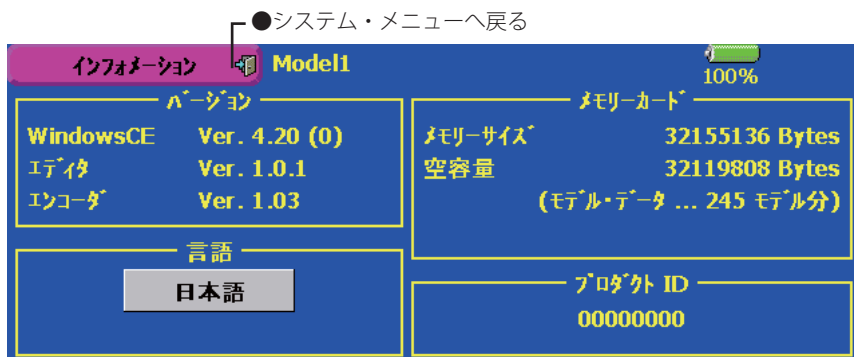 ●システム・メニューへ戻る
インフォメーション Model1
100%
バージョン
WindowsCE Ver. 4.20 (0)
エディタ Ver. 1.0.1
エンコーダ Ver. 1.03
言語
日本語
メモリーカード
メモリーサイズ 32155136 Bytes
空容量 32119808 Bytes
(モデル・データ ... 245 モデル分)
プロダクト ID
00000000